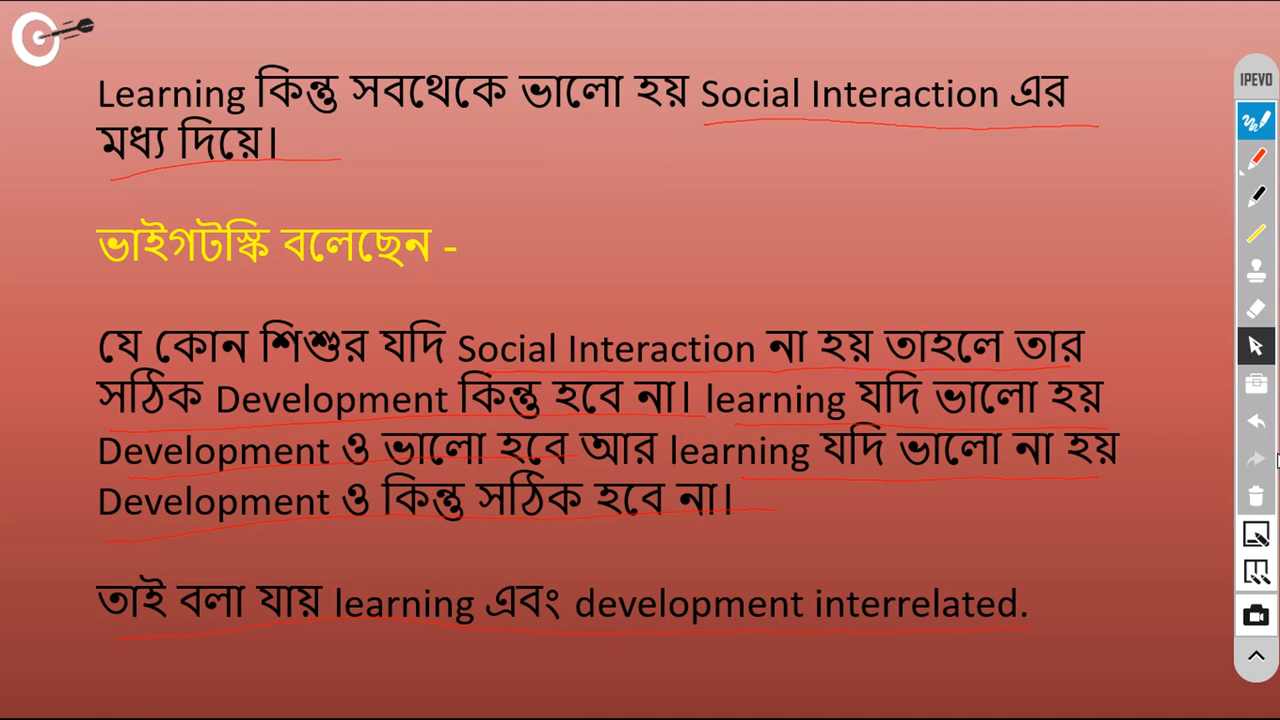 Learning কিন্তু সবথেকে ভালো হয় Social Interaction এর
মধ্য দিয়ে।
ভাইগটস্কি বলেছেন -
যে কোন শিশুর যদি Social Interaction না হয় তাহলে তার
সঠিক Development কিন্তু হবে না। learning যদি ভালো হয়
Development ও ভালো হবে আর learning যদি ভালো না হয়
Development ও কিন্তু সঠিক হবে না।
তাই বলা যায় learning এবং development interrelated.
IPEVO